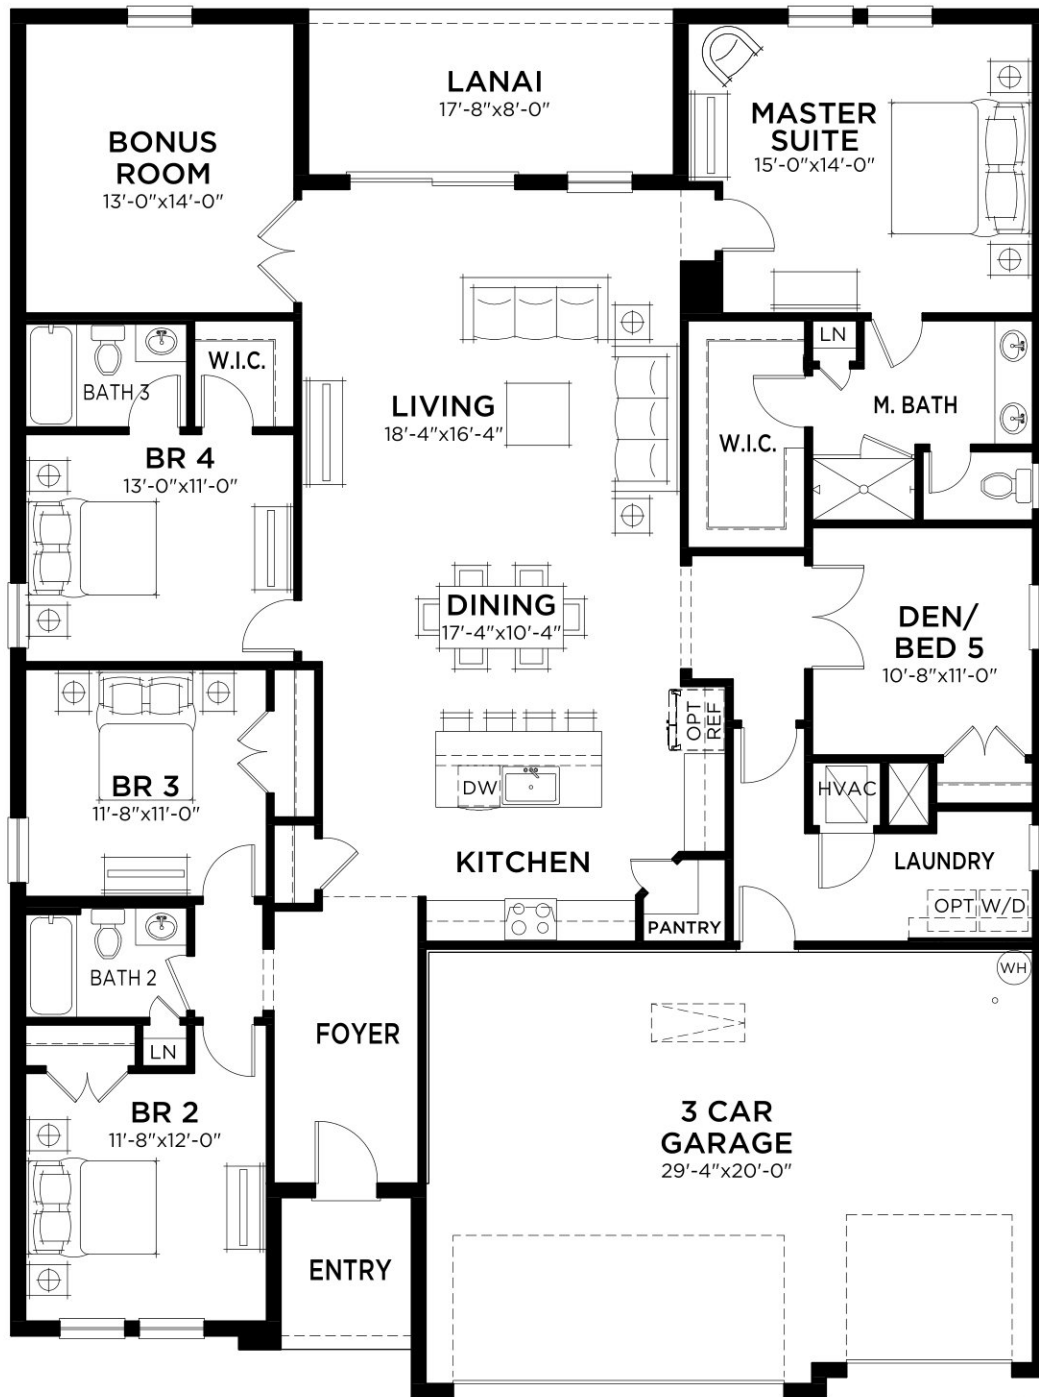 LANAI
17'-8"x8'-0"
MASTER
SUITE
15'-0"x14'-0"
BONUS
ROOM
13'-0"x14'-0"
LN
W.I.C.
BATH 3
LIVING
18'-4"x16'-4"
M. BATH
W.I.C.
BR 4
13'-0"x11'-0"
DINING
17'-4"x10'-4"
DEN/
BED 5
10'-8"x11'-0"
OPT
REF
BR 3
11'-8"x11'-0"
DW
HVAC
KITCHEN
LAUNDRY
OPT W/D
PANTRY
BATH 2
WH
FOYER
LN
BR 2
11'-8"x12'-0"
3 CAR
GARAGE
29'-4"x20'-0"
ENTRY